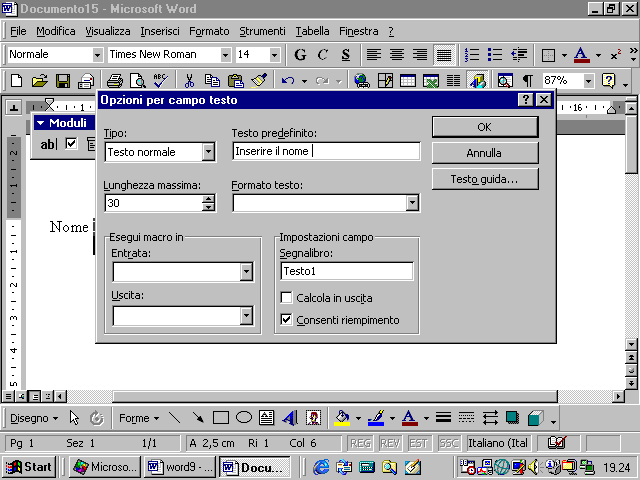 Documento15 - Microsoft Word
File Modifica Visualizza Inserisci Formato Strumenti Tabella Finestra ?
Normale Times New Roman 14 G C S
87%
Opzioni per campo testo
Moduli
ab|
Tipo:
Testo normale
Testo predefinito:
Inserire il nome
OK
Annulla
Testo guida...
Lunghezza massima:
30
Formato testo:
Nome
Esegui macro in
Entrata:
Uscita:
Impostazioni campo
Segnalibro:
Testo1
Calcola in uscita
Consenti riempimento
Disegno Forme
Pg 1 Sez 1 1/1 A 2,5 cm Ri 1 Col 6 REG REV EST SSC Italiano (Ital
Start Microso... word9 - ... Docu... 19.24